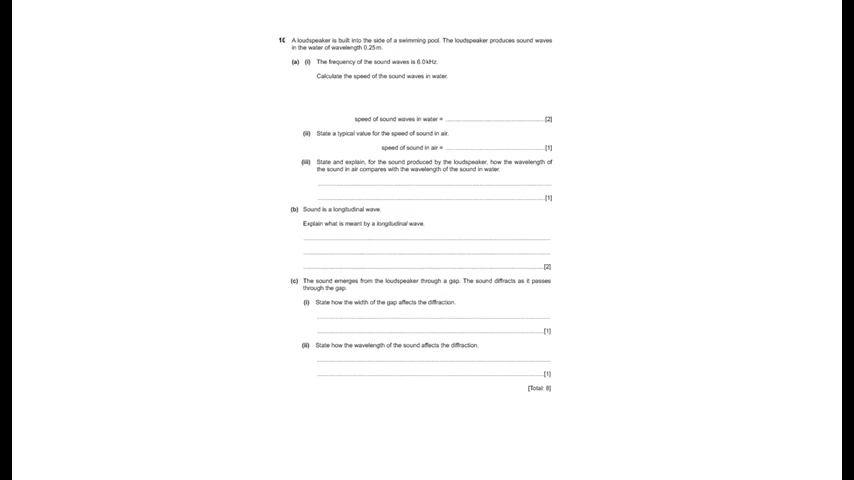 10 A loudspeaker is built into the side of a swimming pool. The loudspeaker produces sound waves
in the water of wavelength 0.25 m.
(a) (i) The frequency of the sound waves is 6.0 kHz.
Calculate the speed of the sound waves in water.
speed of sound waves in water = ........................................[2]
(ii) State a typical value for the speed of sound in air.
speed of sound in air = ........................................[1]
(iii) State and explain, for the sound produced by the loudspeaker, how the wavelength of
the sound in air compares with the wavelength of the sound in water.
........................................
........................................[1]
(b) Sound is a longitudinal wave.
Explain what is meant by a longitudinal wave.
........................................
........................................
........................................[2]
(c) The sound emerges from the loudspeaker through a gap. The sound diffracts as it passes
through the gap.
(i) State how the width of the gap affects the diffraction.
........................................
........................................[1]
(ii) State how the wavelength of the sound affects the diffraction.
........................................
........................................[1]
[Total: 8]